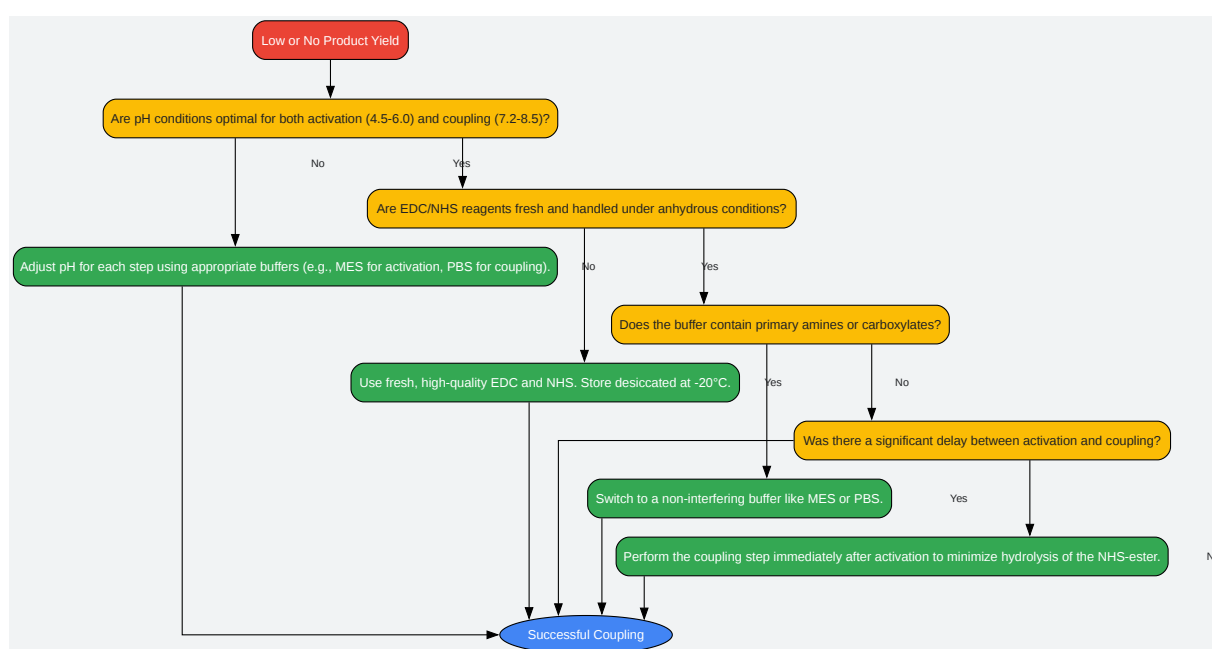 Low or No Product Yield
Are pH conditions optimal for both activation (4.5-6.0) and coupling (7.2-8.5)?
No
Yes
Are EDC/NHS reagents fresh and handled under anhydrous conditions?
Adjust pH for each step using appropriate buffers (e.g., MES for activation, PBS for coupling).
No
Yes
Does the buffer contain primary amines or carboxylates?
Use fresh, high-quality EDC and NHS. Store desiccated at -20°C.
Yes
No
Was there a significant delay between activation and coupling?
Switch to a non-interfering buffer like MES or PBS.
Yes
Perform the coupling step immediately after activation to minimize hydrolysis of the NHS-ester.
Successful Coupling